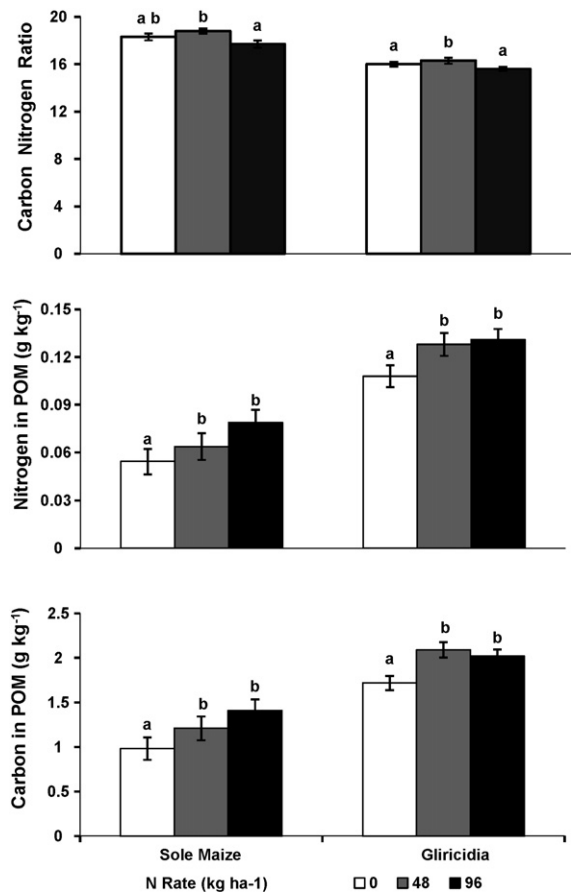 Carbon Nitrogen Ratio
20
16
12
8
4
0
a b b a
a b a
Nitrogen in POM (g kg-1)
0.15
0.12
0.09
0.06
0.03
0
a b b
a b b
Carbon in POM (g kg-1)
2.5
2
1.5
1
0.5
0
a b b
a b b
Sole Maize Gliricidia
N Rate (kg ha-1) 0 48 96